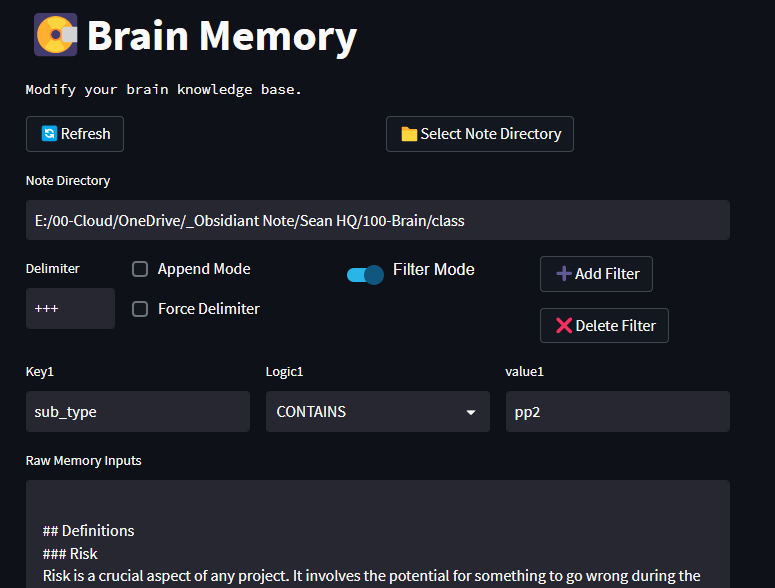 Brain Memory
Modify your brain knowledge base.
Refresh
Select Note Directory
Note Directory
E:/00-Cloud/OneDrive/_Obsidiant Note/Sean HQ/100-Brain/class
Delimiter
Append Mode
Filter Mode
Add Filter
+++
Force Delimiter
Delete Filter
Key1
Logic1
value1
sub_type
CONTAINS
pp2
Raw Memory Inputs
## Definitions
### Risk
Risk is a crucial aspect of any project. It involves the potential for something to go wrong during the